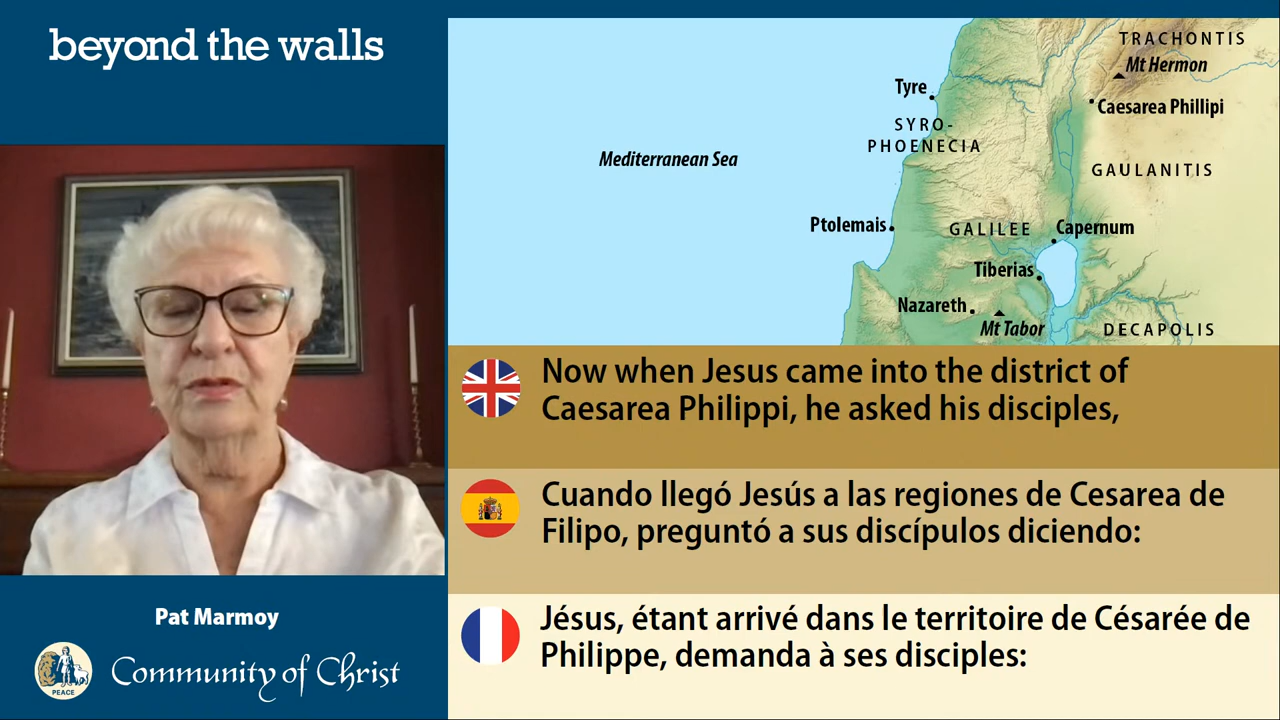 beyond the walls
TRACHONTIS
Mt Hermon
Tyre
Caesarea Phillipi
SYRO-
PHOENECIA
Mediterranean Sea
GAULANITIS
Ptolemais
GALILEE
Capernum
Tiberias
Nazareth
Mt Tabor
DECAPOLIS
Now when Jesus came into the district of
Caesarea Philippi, he asked his disciples,
Cuando llegó Jesús a las regiones de Cesarea de
Filipo, preguntó a sus discípulos diciendo:
Jésus, étant arrivé dans le territoire de Césarée de
Philippe, demanda à ses disciples:
Pat Marmoy
PEACE
Community of Christ